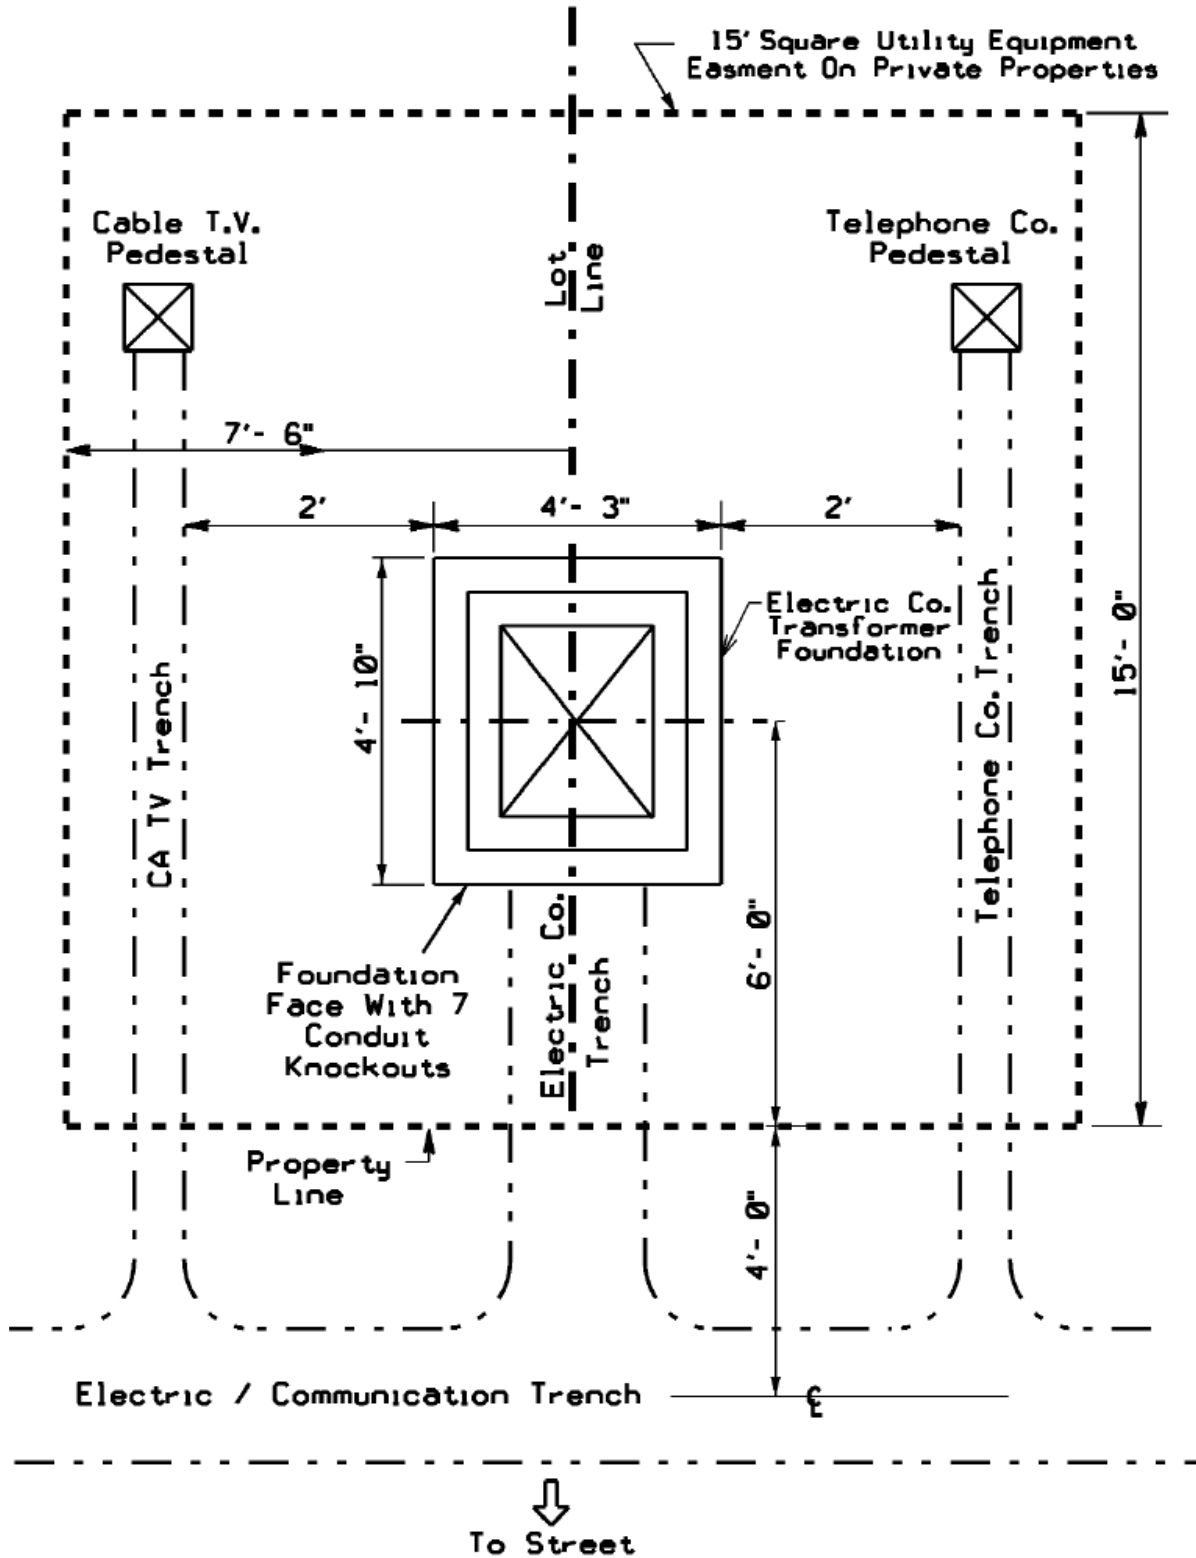 15' Square Utility Equipment
Easment On Private Properties
Cable T.V.
Pedestal
Telephone Co.
Pedestal
Lot
Line
7'- 6"
2'
4'- 3"
2'
Electric Co.
Transformer
Foundation
4'- 10"
15'- 0"
CA TV Trench
Telephone Co. Trench
Foundation
Face With 7
Conduit
Knockouts
Electric Co.
Trench
6'- 0"
Property
Line
4'- 0"
Electric / Communication Trench
℄
To Street